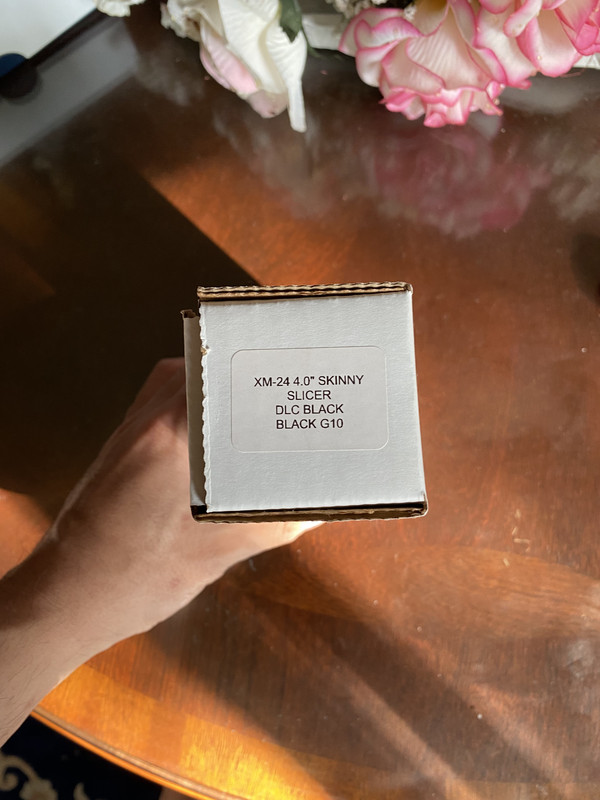 XM-24 4.0" SKINNY
SLICER
DLC BLACK
BLACK G10